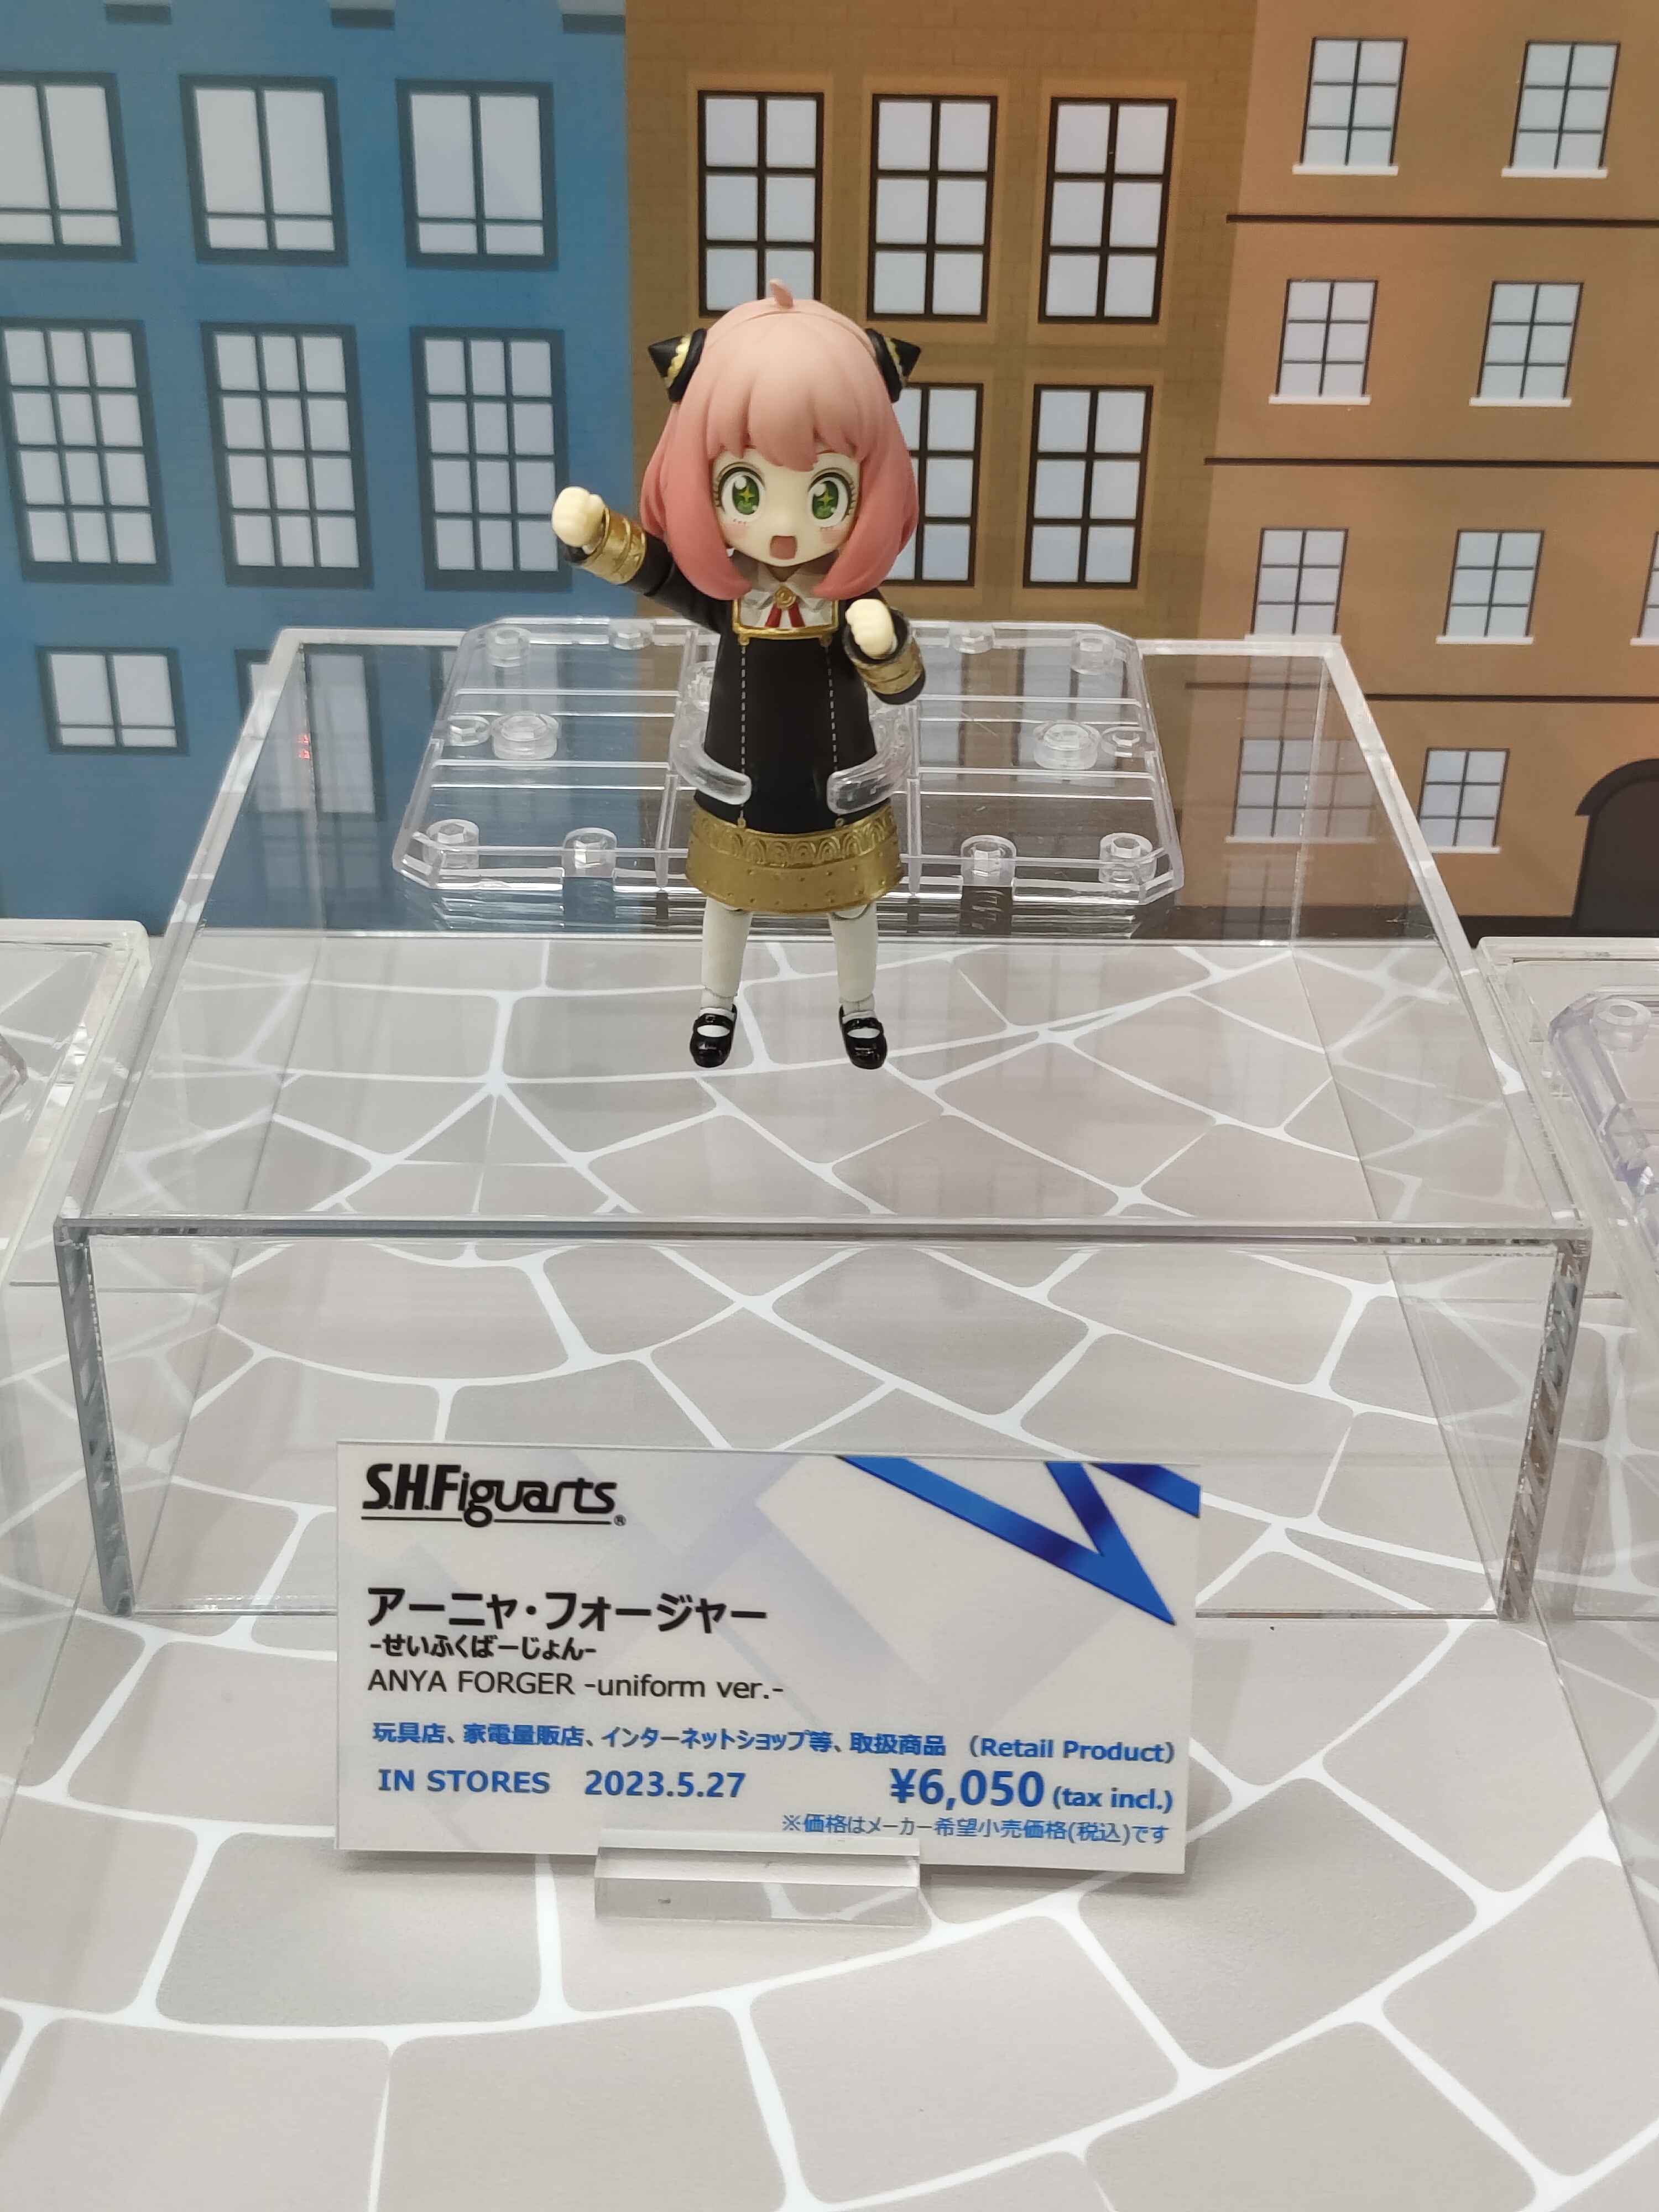 S.H.Figuarts®
アーニャ・フォージャー
-せいふくばーじょん-
ANYA FORGER -uniform ver.-
玩具店、家電量販店、インターネットショップ等、取扱商品 （Retail Product）
IN STORES 2023.5.27 ¥6,050 (tax incl.)
※価格はメーカー希望小売価格(税込)です